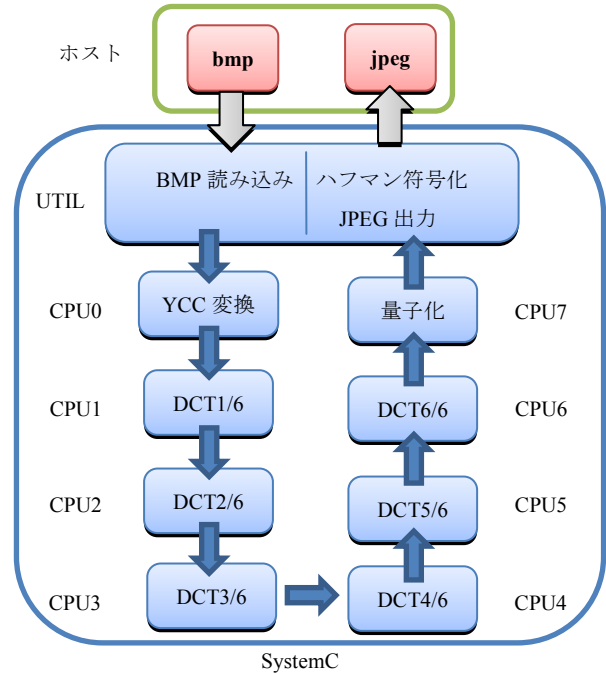 ホスト
bmp
jpeg
UTIL
BMP 読み込み
ハフマン符号化
JPEG 出力
CPU0
YCC 変換
量子化
CPU7
CPU1
DCT1/6
DCT6/6
CPU6
CPU2
DCT2/6
DCT5/6
CPU5
CPU3
DCT3/6
DCT4/6
CPU4
SystemC